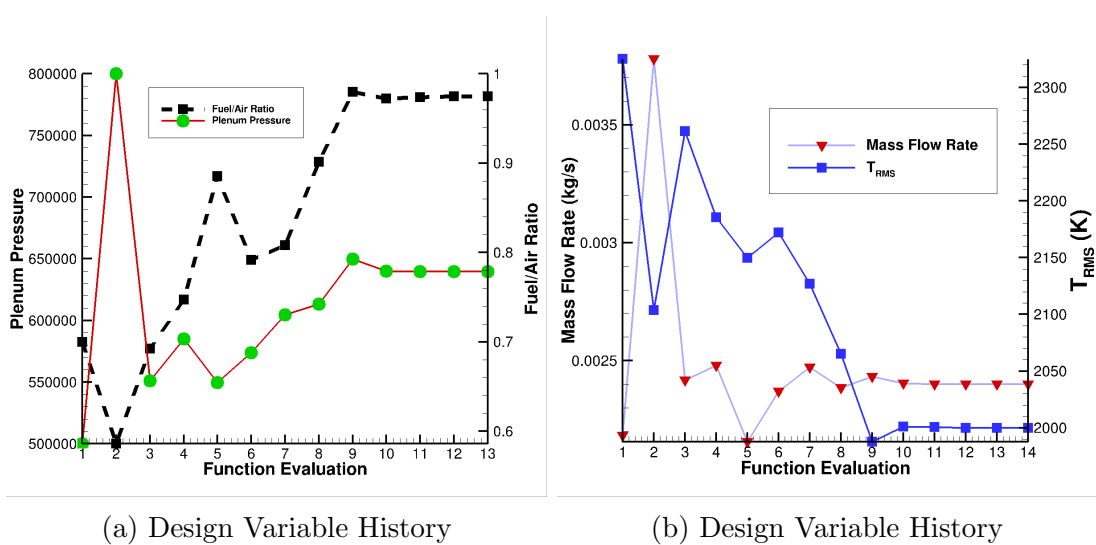 800000
750000
700000
650000
600000
550000
500000
Plenum Pressure
Fuel/Air Ratio
Plenum Pressure
1
0.9
0.8
0.7
0.6
Fuel/Air Ratio
1 2 3 4 5 6 7 8 9 10 11 12 13
Function Evaluation
(a) Design Variable History
0.0035
0.003
0.0025
Mass Flow Rate (kg/s)
Mass Flow Rate
T_RMS
2300
2250
2200
2150
2100
2050
2000
T_RMS (K)
1 2 3 4 5 6 7 8 9 10 11 12 13 14
Function Evaluation
(b) Design Variable History